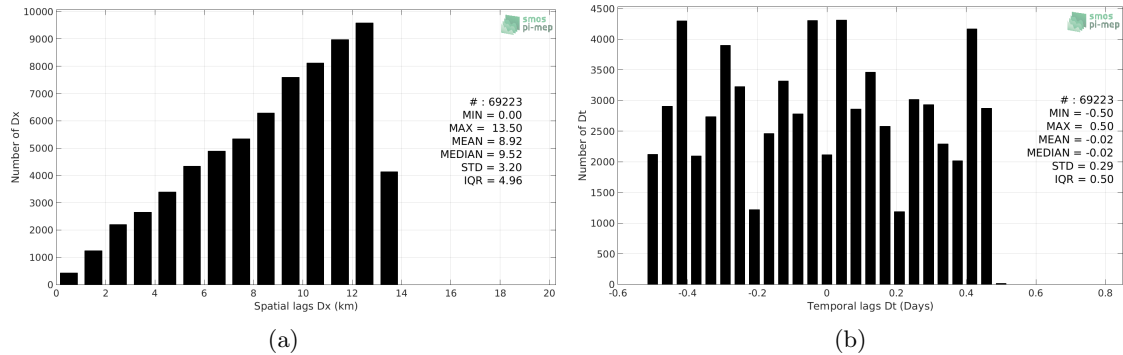 10000
9000
8000
7000
6000
5000
4000
3000
2000
1000
0
Number of Dx
smos
pi-mep
# : 69223
MIN = 0.00
MAX = 13.50
MEAN = 8.92
MEDIAN = 9.52
STD = 3.20
IQR = 4.96
0 2 4 6 8 10 12 14 16 18 20
Spatial lags Dx (km)
(a)
4500
4000
3500
3000
2500
2000
1500
1000
500
0
Number of Dt
smos
pi-mep
# : 69223
MIN = -0.50
MAX = 0.50
MEAN = -0.02
MEDIAN = -0.02
STD = 0.29
IQR = 0.50
-0.6 -0.4 -0.2 0 0.2 0.4 0.6 0.8
Temporal lags Dt (Days)
(b)